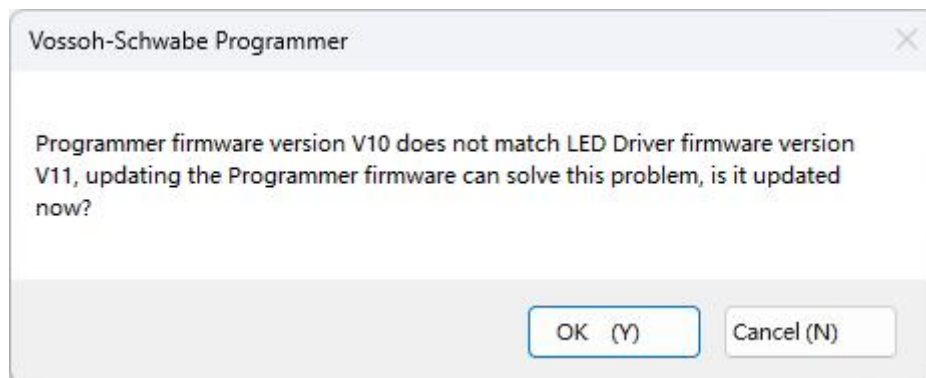 Vossoh-Schwabe Programmer
Programmer firmware version V10 does not match LED Driver firmware version
V11, updating the Programmer firmware can solve this problem, is it updated
now?
OK (Y)
Cancel (N)